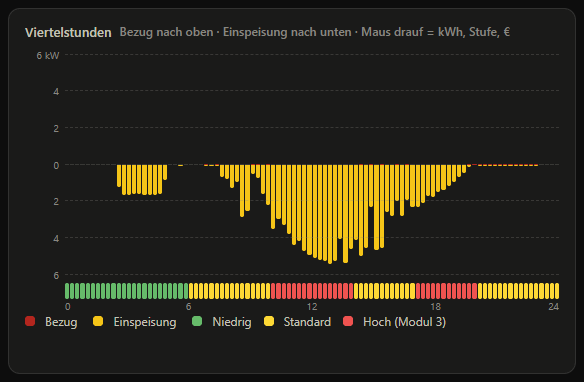 Viertelstunden Bezug nach oben · Einspeisung nach unten · Maus drauf = kWh, Stufe, €
6 kW
4
2
0
2
4
6
0 6 12 18 24
Bezug Einspeisung Niedrig Standard Hoch (Modul 3)